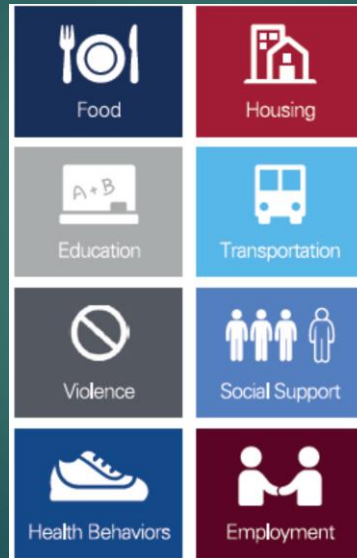 Food
Housing
A+B
Education
Transportation
Violence
Social Support
Health Behaviors
Employment